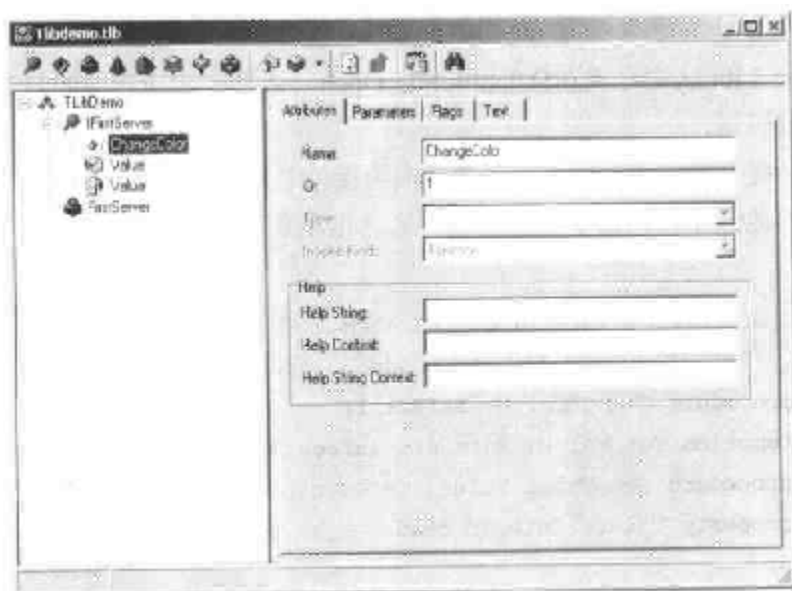 Tlibdemo.tlb
TLibDemo
IFirstServer
ChangeColor
Value
Value
FirstServer
Attributes
Parameters
Flags
Text
Name:
ChangeColo
ID:
1
Type:
Invoke Kind:
Function
Help
Help String:
Help Context:
Help String Context: